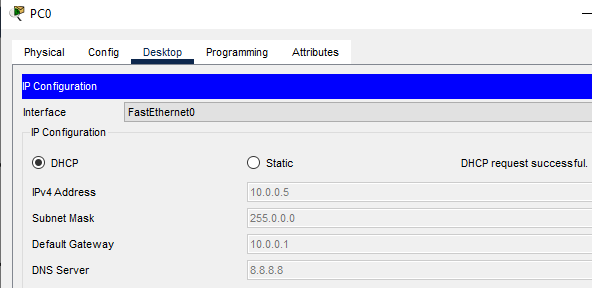 PC0
Physical Config Desktop Programming Attributes
IP Configuration
Interface FastEthernet0
IP Configuration
DHCP Static DHCP request successful.
IPv4 Address 10.0.0.5
Subnet Mask 255.0.0.0
Default Gateway 10.0.0.1
DNS Server 8.8.8.8